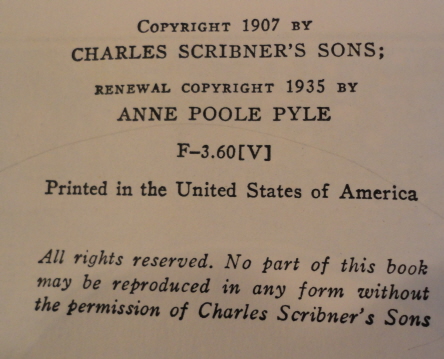 COPYRIGHT 1907 BY
CHARLES SCRIBNER'S SONS;
RENEWAL COPYRIGHT 1935 BY
ANNE POOLE PYLE
F–3.60[V]
Printed in the United States of America
All rights reserved. No part of this book
may be reproduced in any form without
the permission of Charles Scribner's Sons